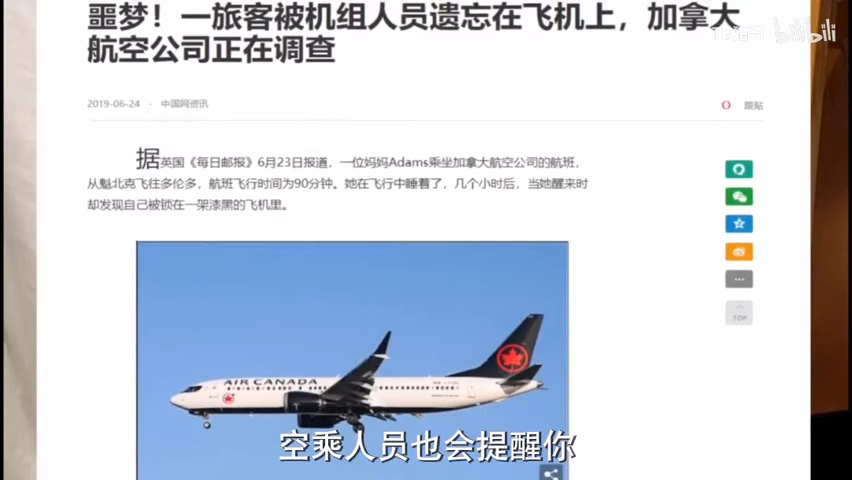 噩梦！一旅客被机组人员遗忘在飞机上，加拿大
航空公司正在调查
bilibili
2019-06-24 · 中国网资讯
0 跟贴
据英国《每日邮报》6月23日报道，一位妈妈Adams乘坐加拿大航空公司的航班，
从魁北克飞往多伦多，航班飞行时间为90分钟。她在飞行中睡着了，几个小时后，当她醒来时
却发现自己被锁在一架漆黑的飞机里。
TOP
AIR CANADA
空乘人员也会提醒你